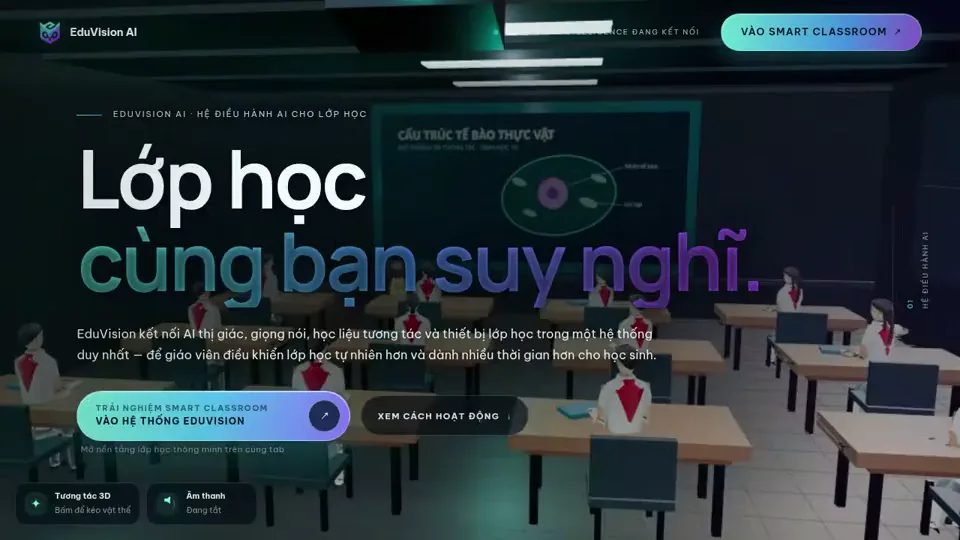 EduVision AI
ĐANG KẾT NỐI
VÀO SMART CLASSROOM ↗
EDUVISION AI · HỆ ĐIỀU HÀNH AI CHO LỚP HỌC
CẤU TRÚC TẾ BÀO THỰC VẬT
Lớp học
cùng bạn suy nghĩ.
01
HỆ ĐIỀU HÀNH AI
EduVision kết nối AI thị giác, giọng nói, học liệu tương tác và thiết bị lớp học trong một hệ thống
duy nhất — để giáo viên điều khiển lớp học tự nhiên hơn và dành nhiều thời gian hơn cho học sinh.
TRẢI NGHIỆM SMART CLASSROOM
VÀO HỆ THỐNG EDUVISION ↗
XEM CÁCH HOẠT ĐỘNG ↓
Mở nền tảng lớp học thông minh trên cùng tab
Tương tác 3D
Bấm để kéo vật thể
Âm thanh
Đang tắt